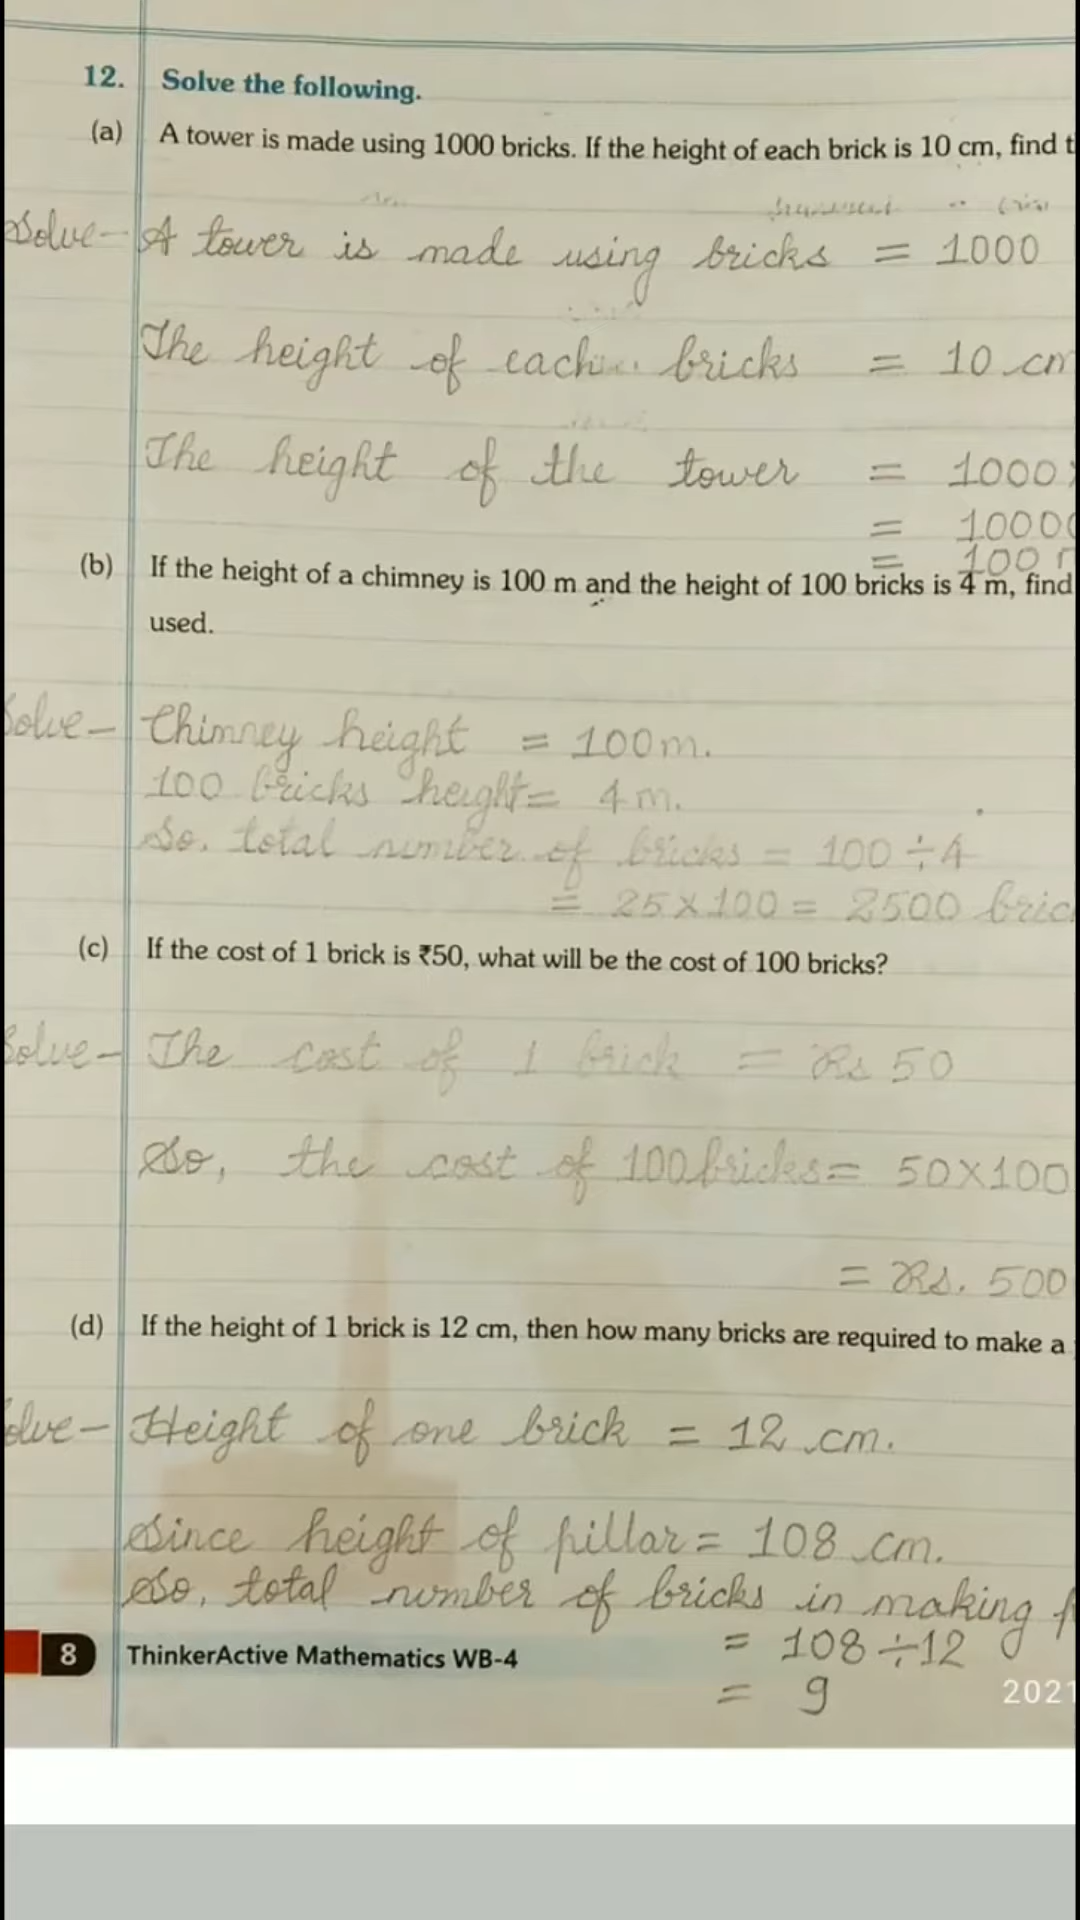 12. Solve the following.
(a) A tower is made using 1000 bricks. If the height of each brick is 10 cm, find t
Solve- A tower is made using bricks = 1000
The height of each bricks = 10 cm
The height of the tower = 1000
= 1000
= 100
(b) If the height of a chimney is 100 m and the height of 100 bricks is 4 m, find
used.
Solve- Chimney height = 100m.
100 bricks height= 4 m.
So, total number of bricks = 100÷4
= 25×100 = 2500 bric
(c) If the cost of 1 brick is ₹50, what will be the cost of 100 bricks?
Solve- The cost of 1 brick = Rs 50
So, the cost of 100 bricks= 50×100
= Rs. 500
(d) If the height of 1 brick is 12 cm, then how many bricks are required to make a
olve- Height of one brick = 12 cm.
Since height of pillar= 108 cm.
So, total number of bricks in making
= 108÷12
= 9
8 ThinkerActive Mathematics WB-4
2021